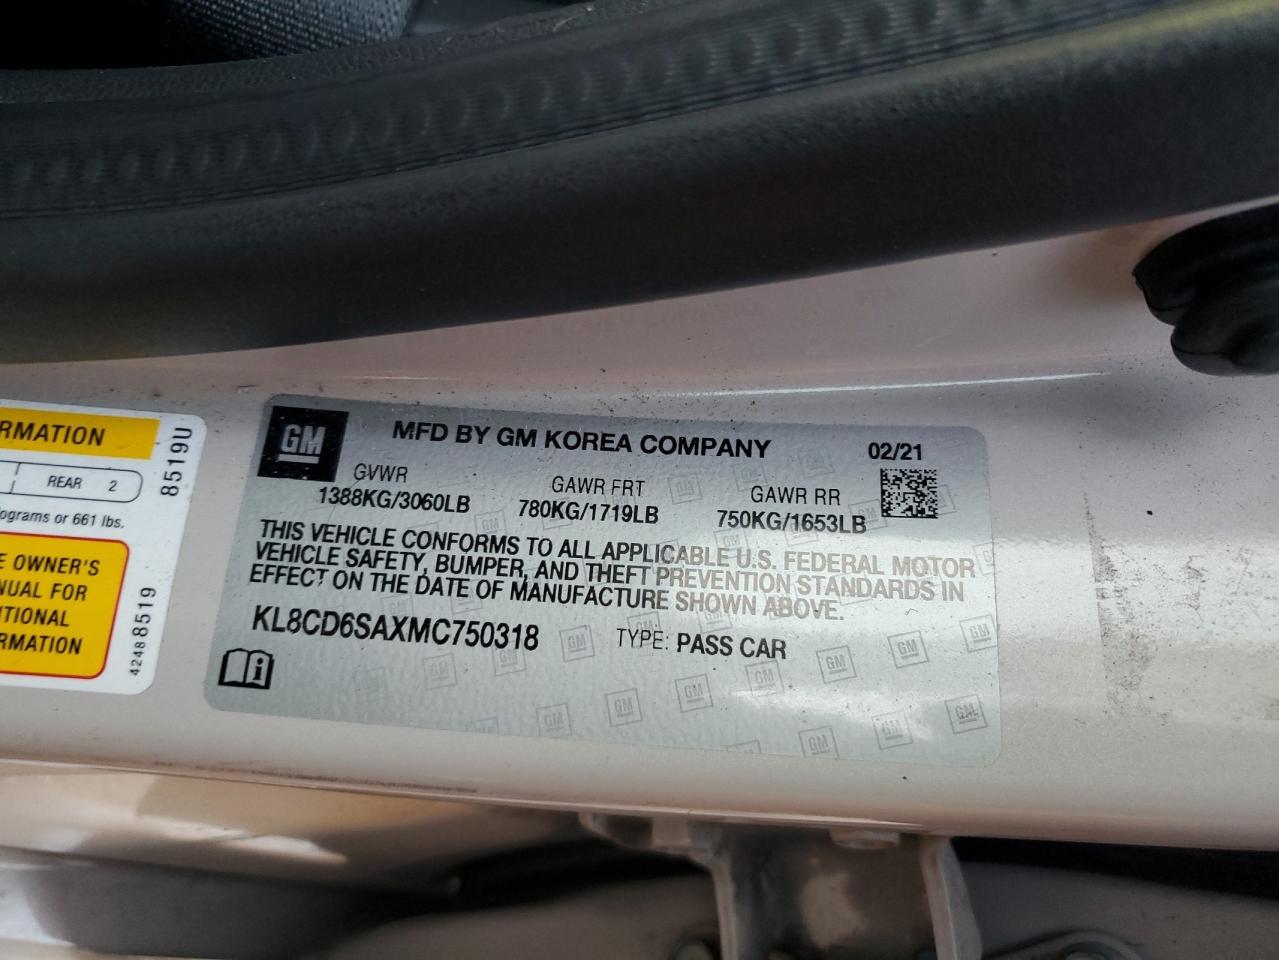 RMATION
REAR 2
ograms or 661 lbs.
E OWNER'S
NUAL FOR
ITIONAL
RMATION
8519U
42488519
GM
MFD BY GM KOREA COMPANY
02/21
GVWR
1388KG/3060LB
GAWR FRT
780KG/1719LB
GAWR RR
750KG/1653LB
THIS VEHICLE CONFORMS TO ALL APPLICABLE U.S. FEDERAL MOTOR
VEHICLE SAFETY, BUMPER, AND THEFT PREVENTION STANDARDS IN
EFFECT ON THE DATE OF MANUFACTURE SHOWN ABOVE.
KL8CD6SAXMC750318
TYPE: PASS CAR